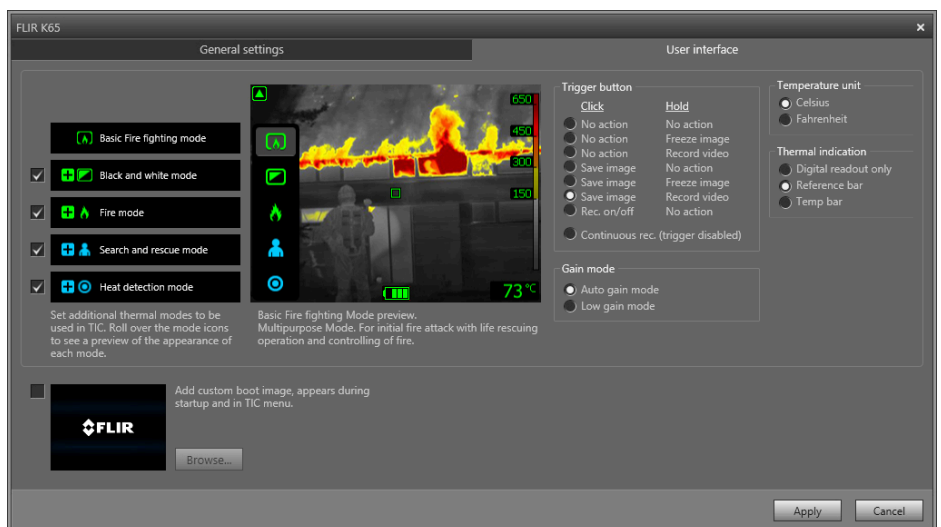 FLIR K65
General settings
User interface
Basic Fire fighting mode
Black and white mode
Fire mode
Search and rescue mode
Heat detection mode
Set additional thermal modes to be
used in TIC. Roll over the mode icons
to see a preview of the appearance of
each mode.
650
450
300
150
73°C
Basic Fire fighting Mode preview.
Multipurpose Mode. For initial fire attack with life rescuing
operation and controlling of fire.
Trigger button
Click Hold
No action No action
No action Freeze image
No action Record video
Save image No action
Save image Freeze image
Save image Record video
Rec. on/off No action
Continuous rec. (trigger disabled)
Gain mode
Auto gain mode
Low gain mode
Temperature unit
Celsius
Fahrenheit
Thermal indication
Digital readout only
Reference bar
Temp bar
FLIR
Add custom boot image, appears during
startup and in TIC menu.
Browse...
Apply
Cancel